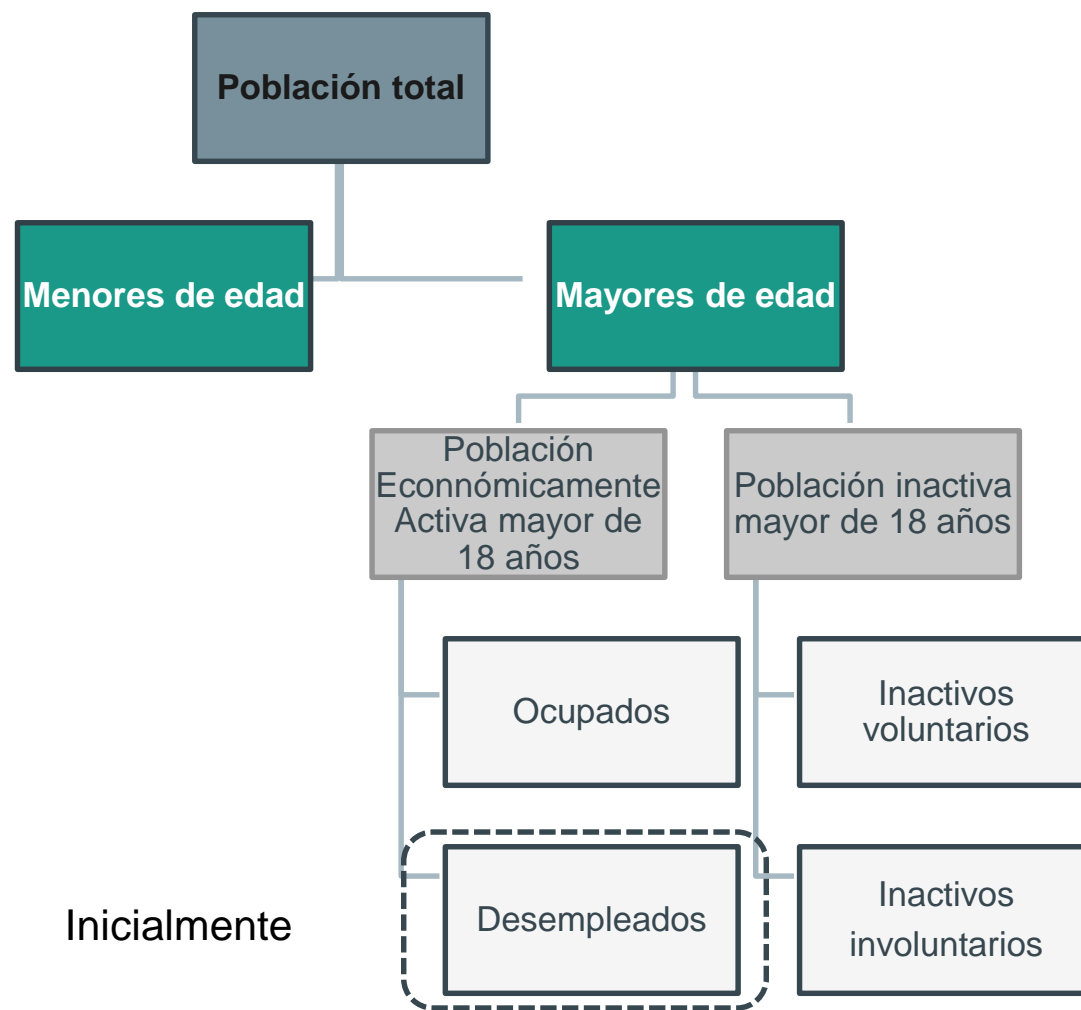 Población total
Menores de edad
Mayores de edad
Población
Econnómicamente
Activa mayor de
18 años
Población inactiva
mayor de 18 años
Ocupados
Inactivos
voluntarios
Inicialmente
Desempleados
Inactivos
involuntarios